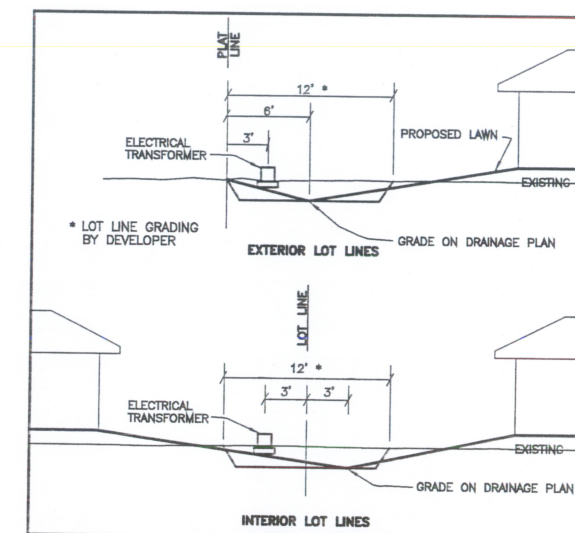 PLAT
LINE
12' *
6'
3'
ELECTRICAL
TRANSFORMER
PROPOSED LAWN
EXISTING
* LOT LINE GRADING
BY DEVELOPER
GRADE ON DRAINAGE PLAN
EXTERIOR LOT LINES
LOT LINE
12' *
3' 3'
ELECTRICAL
TRANSFORMER
EXISTING
GRADE ON DRAINAGE PLAN
INTERIOR LOT LINES